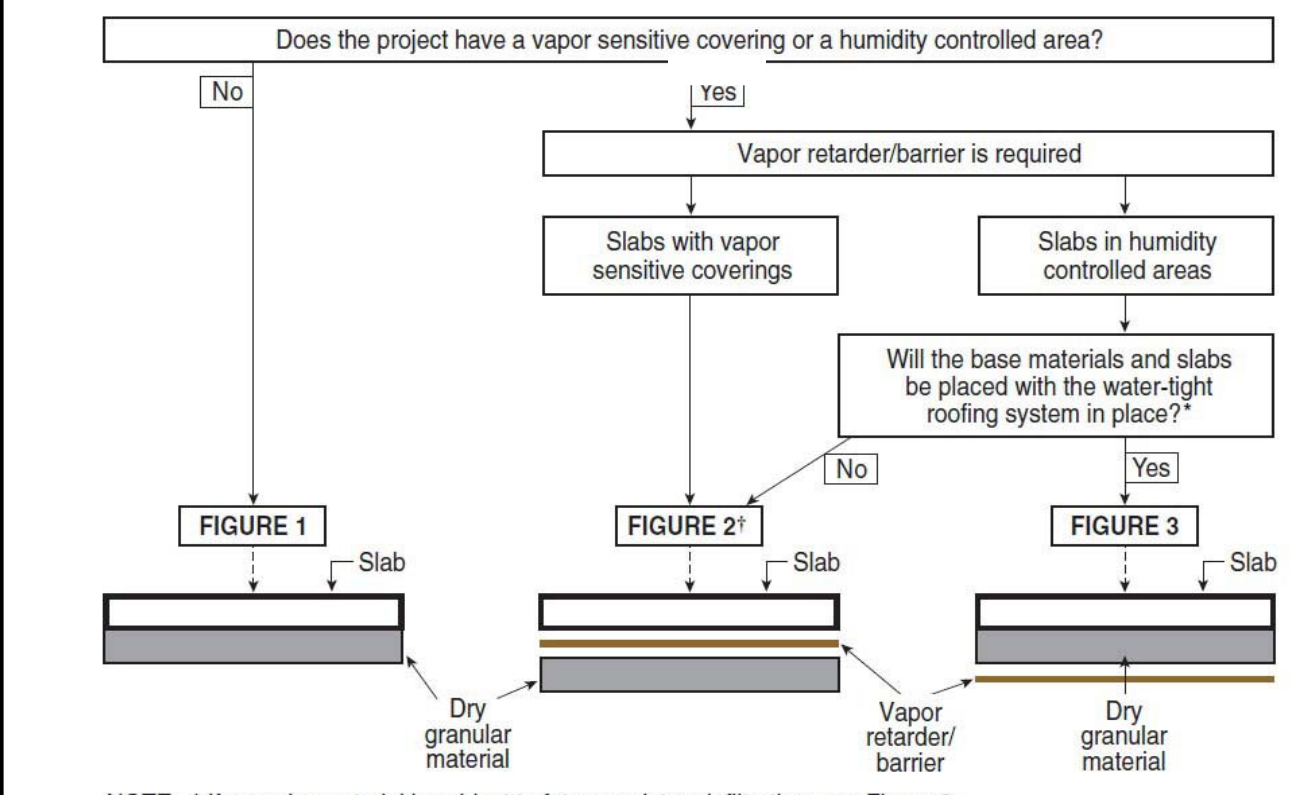 Does the project have a vapor sensitive covering or a humidity controlled area?
No
Yes
Vapor retarder/barrier is required
Slabs with vapor
sensitive coverings
Slabs in humidity
controlled areas
Will the base materials and slabs
be placed with the water-tight
roofing system in place?*
No
Yes
FIGURE 1
FIGURE 2†
FIGURE 3
Slab
Slab
Slab
Dry
granular
material
Vapor
retarder/
barrier
Dry
granular
material